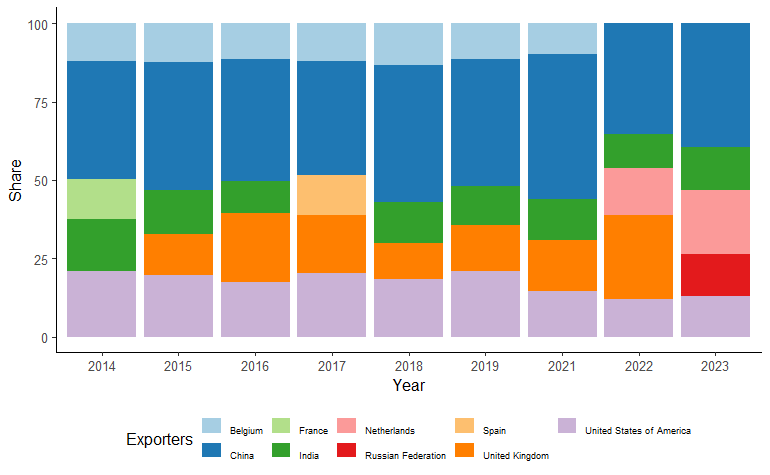 100
75
50
25
0
Share
2014 2015 2016 2017 2018 2019 2021 2022 2023
Year
Exporters
Belgium France Netherlands Spain United States of America
China India Russian Federation United Kingdom